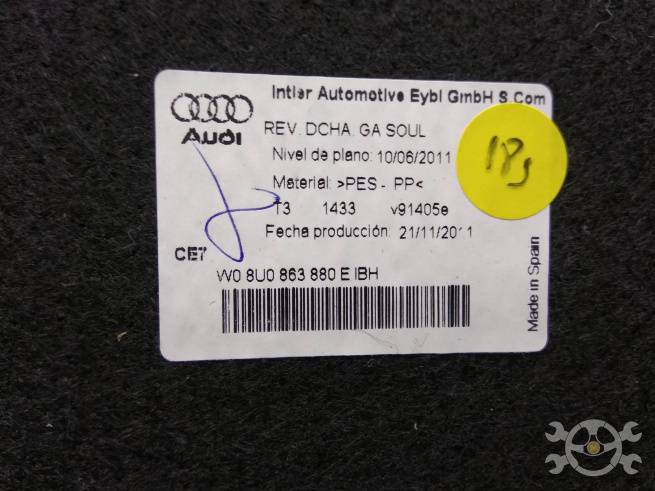 Intier Automotive Eybl GmbH S.Com
Audi
REV. DCHA. GA SOUL
Nivel de plano: 10/06/2011
18
Material: >PES - PP<
T3 1433 v91405e
Fecha producción: 21/11/2011
CE7
W0 8U0 863 880 E IBH
Made in Spain